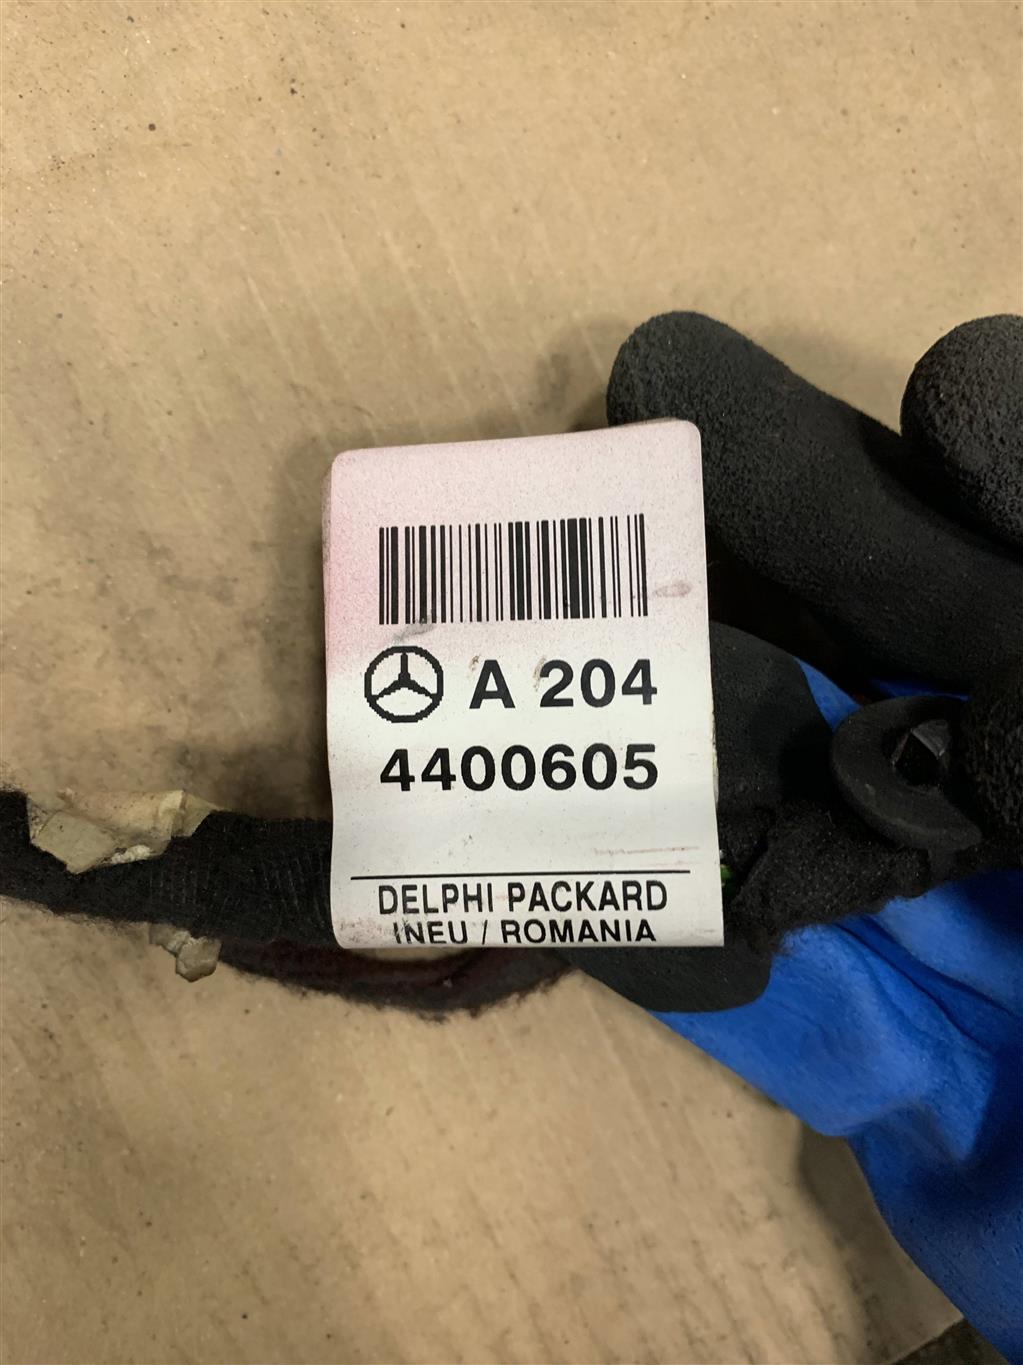 A 204
4400605
DELPHI PACKARD
INEU / ROMANIA